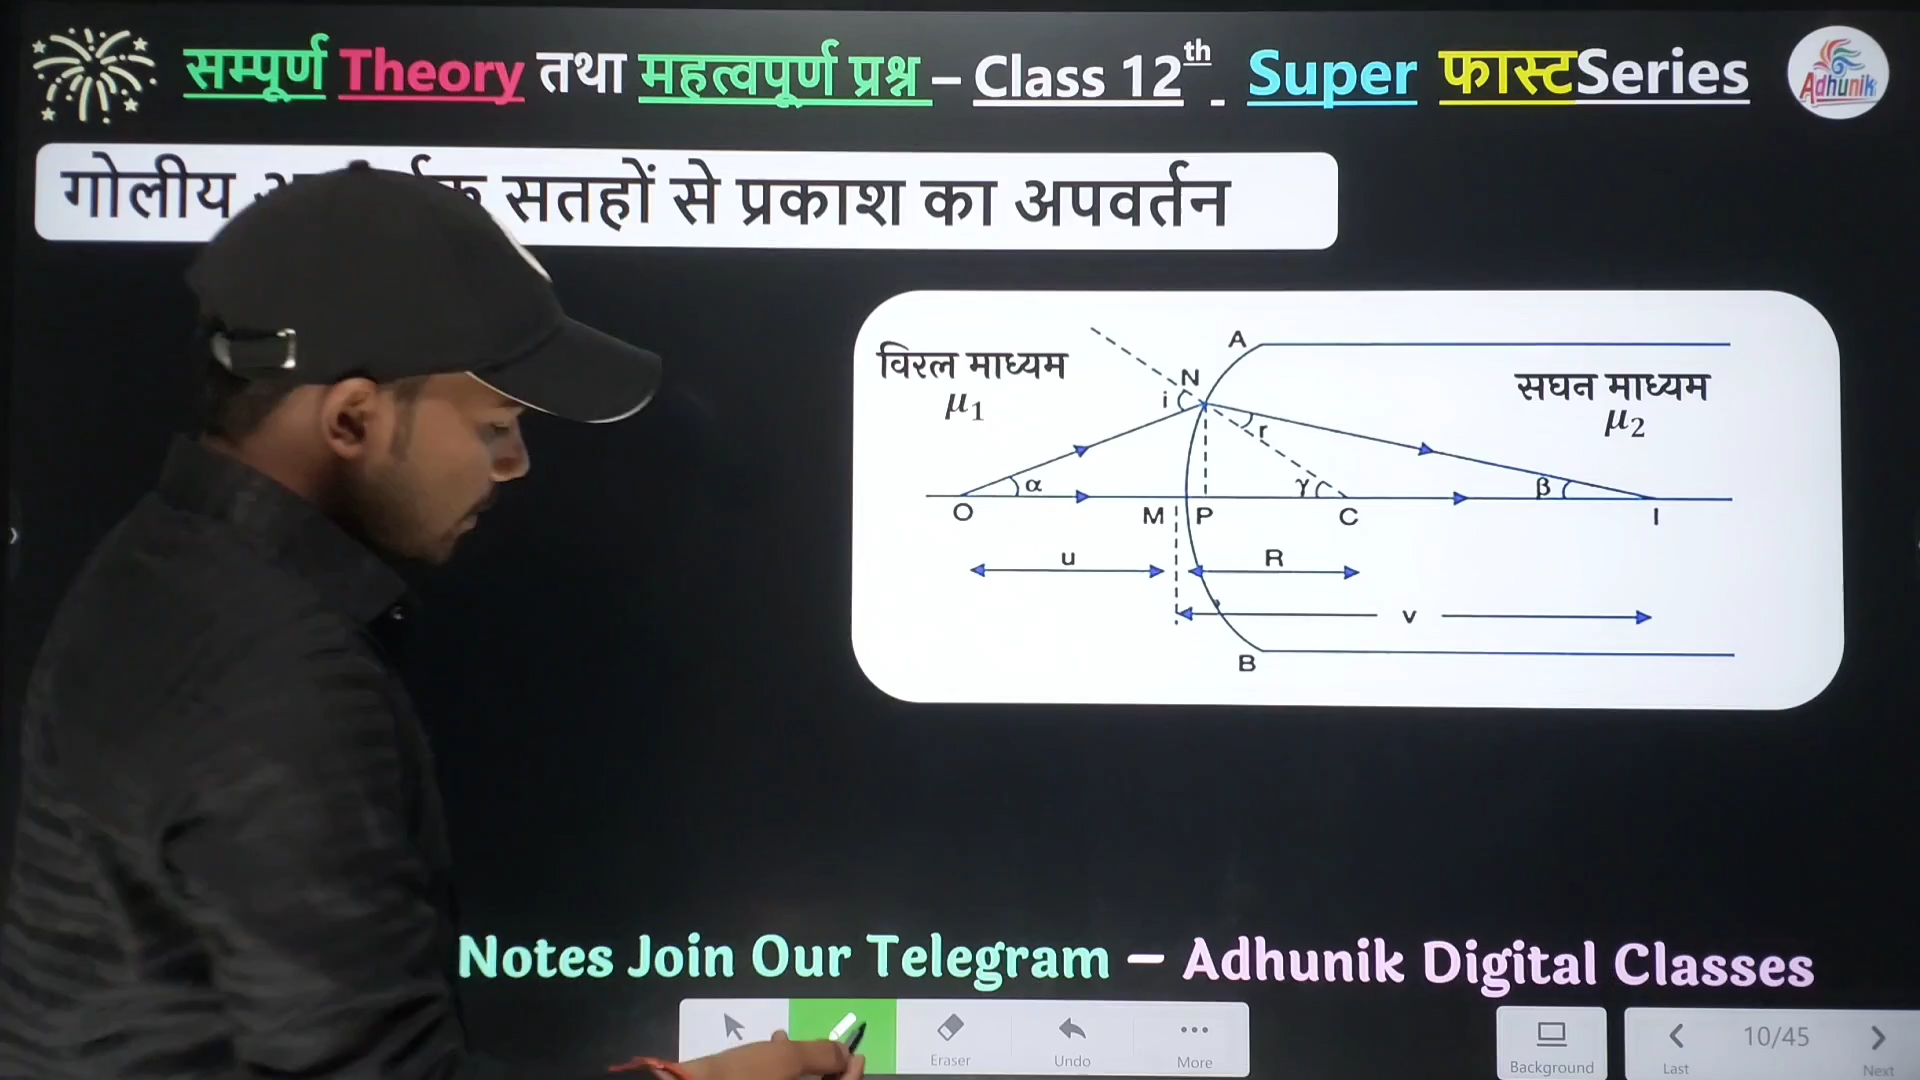 सम्पूर्ण Theory तथा महत्वपूर्ण प्रश्न – Class 12th - Super फास्टSeries
Adhunik
गोलीय सतहों से प्रकाश का अपवर्तन
विरल माध्यम
μ1
सघन माध्यम
μ2
A
N
i
r
α
γ
β
O
M
P
C
I
u
R
v
B
Notes Join Our Telegram – Adhunik Digital Classes
Eraser
Undo
More
Background
Last
10/45
Next